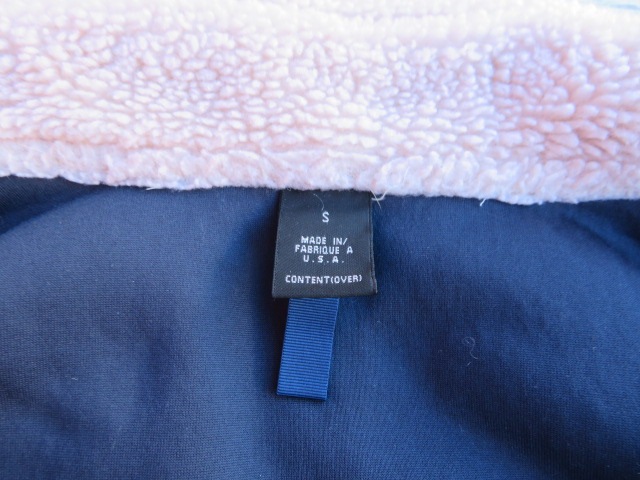 S
MADE IN/
FABRIQUE A
U.S.A.
CONTENT(OVER)